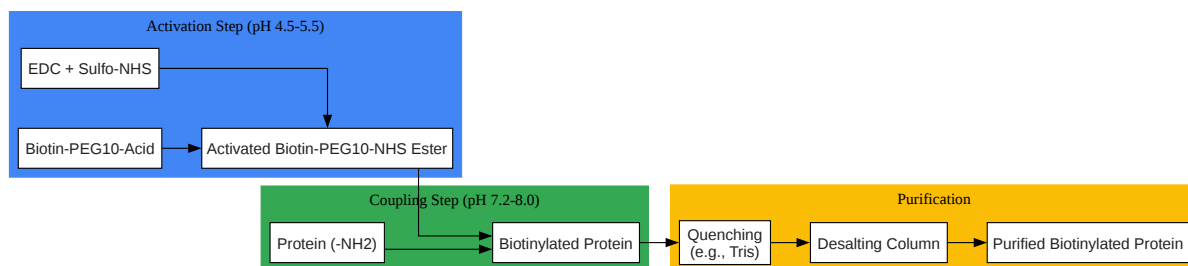 Activation Step (pH 4.5-5.5)
EDC + Sulfo-NHS
Biotin-PEG10-Acid
Activated Biotin-PEG10-NHS Ester
Coupling Step (pH 7.2-8.0)
Protein (-NH2)
Biotinylated Protein
Purification
Quenching
(e.g., Tris)
Desalting Column
Purified Biotinylated Protein